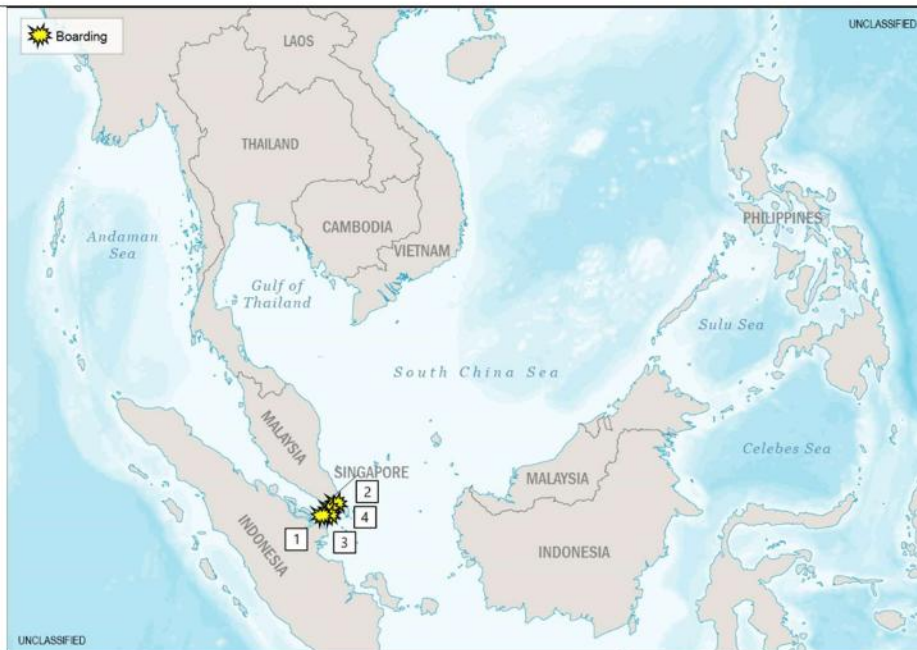 Boarding
UNCLASSIFIED
LAOS
THAILAND
CAMBODIA
VIETNAM
PHILIPPINES
Andaman
Sea
Gulf of
Thailand
Sulu Sea
South China Sea
MALAYSIA
SINGAPORE
Celebes Sea
MALAYSIA
2
4
1
3
INDONESIA
INDONESIA
UNCLASSIFIED